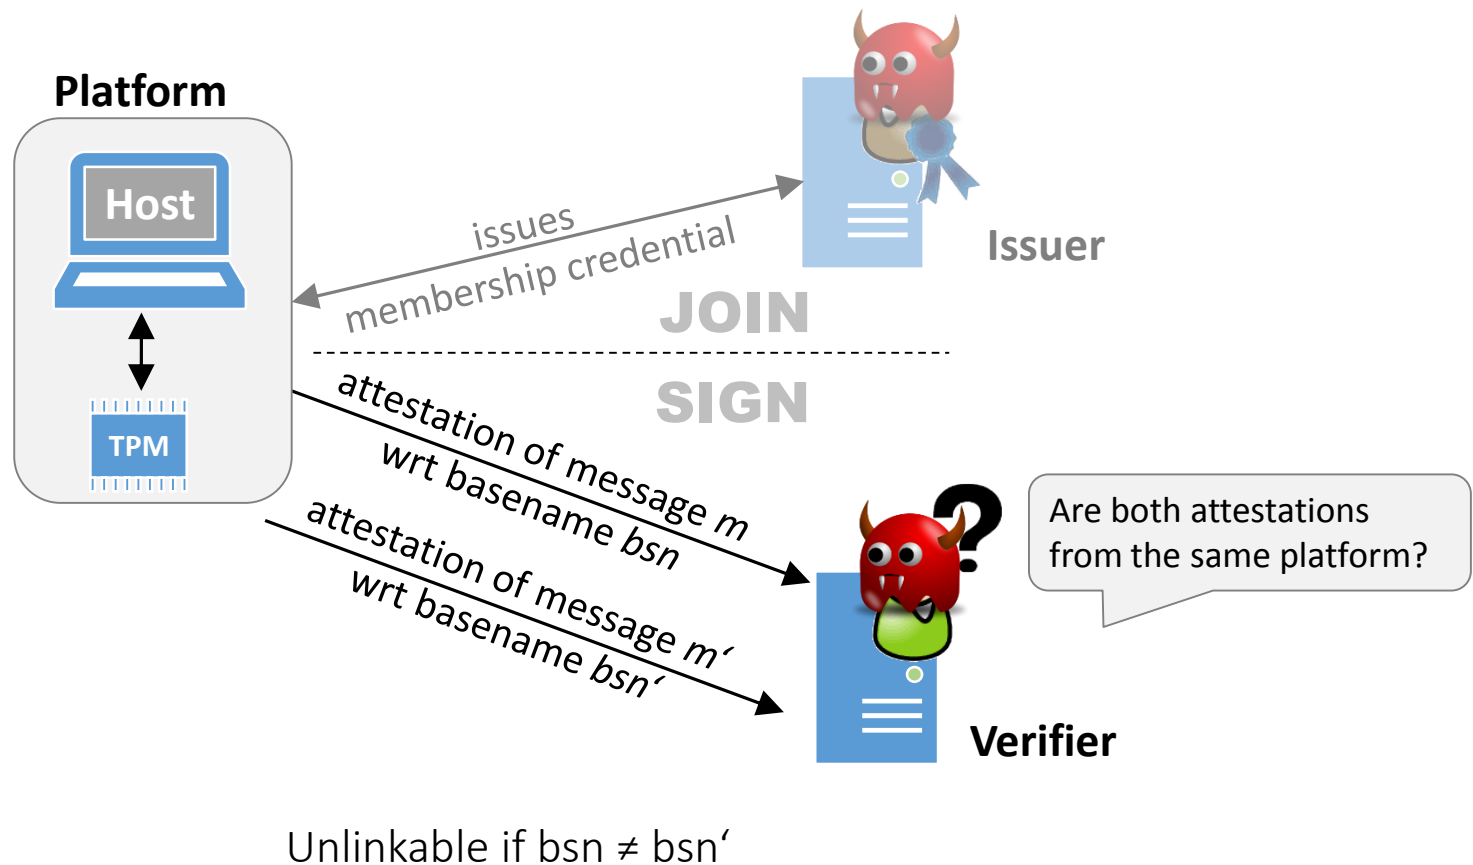 Platform
Host
TPM
issues
membership credential
Issuer
JOIN
SIGN
attestation of message m
wrt basename bsn
attestation of message m‘
wrt basename bsn‘
?
Are both attestations
from the same platform?
Verifier
Unlinkable if bsn ≠ bsn‘